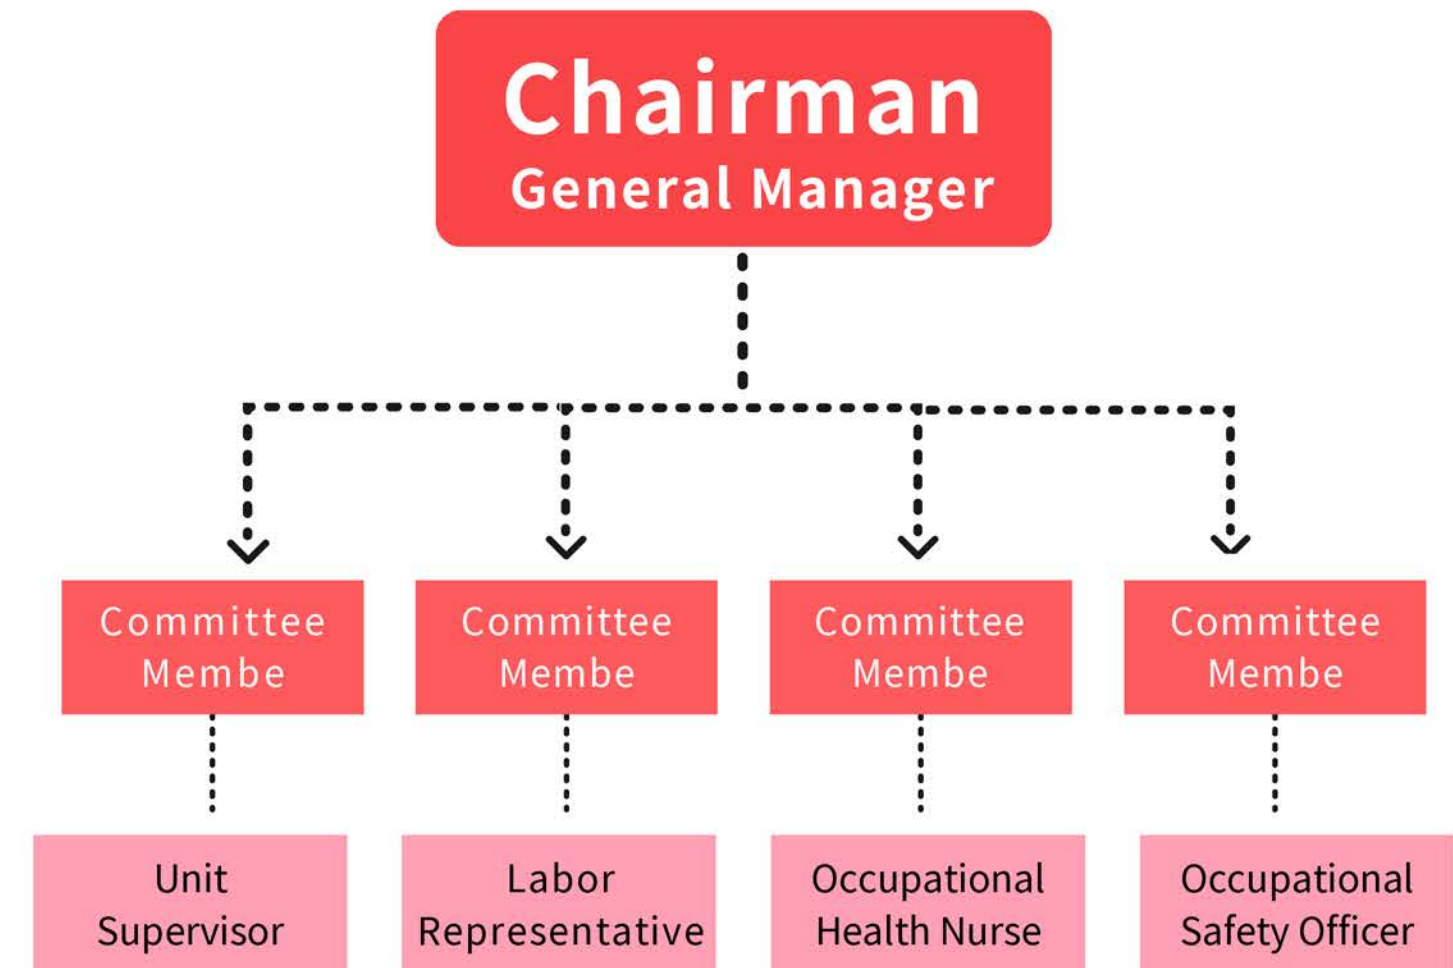 Chairman
General Manager
Committee
Membe
Committee
Membe
Committee
Membe
Committee
Membe
Unit
Supervisor
Labor
Representative
Occupational
Health Nurse
Occupational
Safety Officer